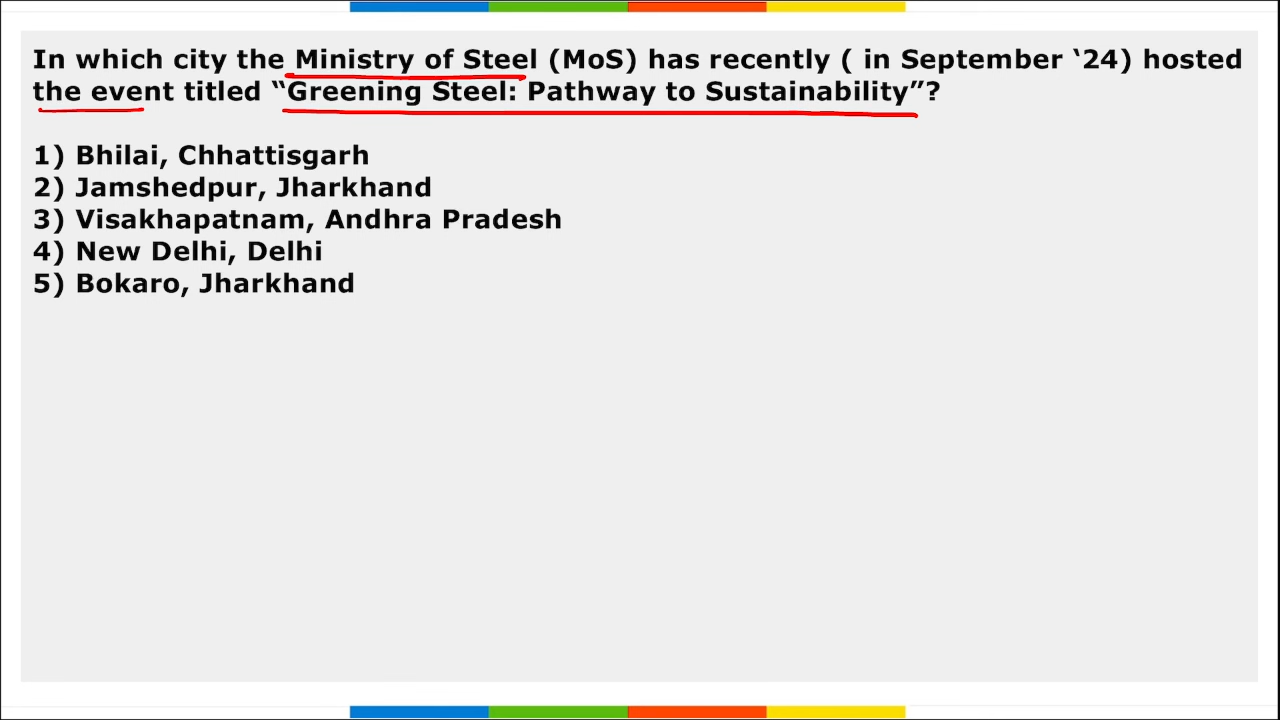 In which city the Ministry of Steel (MoS) has recently ( in September ‘24) hosted
the event titled “Greening Steel: Pathway to Sustainability”?
1) Bhilai, Chhattisgarh
2) Jamshedpur, Jharkhand
3) Visakhapatnam, Andhra Pradesh
4) New Delhi, Delhi
5) Bokaro, Jharkhand